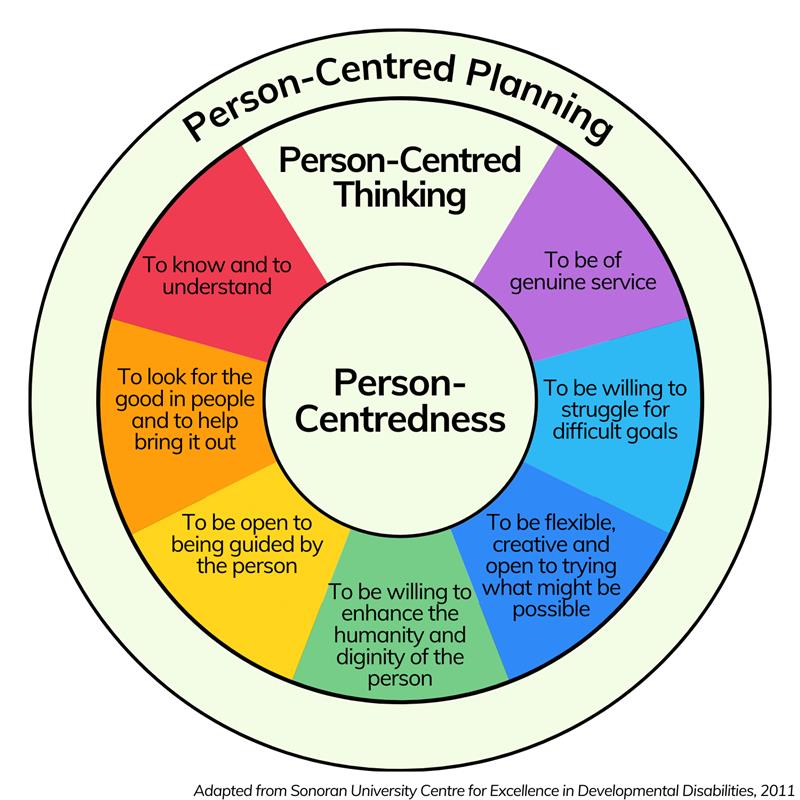 Person-Centred Planning
Person-Centred
Thinking
To know and to
understand
To be of
genuine service
To look for the
good in people
and to help
bring it out
Person-
Centredness
To be willing to
struggle for
difficult goals
To be open to
being guided by
the person
To be flexible,
creative and
open to trying
what might be
possible
To be willing to
enhance the
humanity and
diginity of the
person
Adapted from Sonoran University Centre for Excellence in Developmental Disabilities, 2011